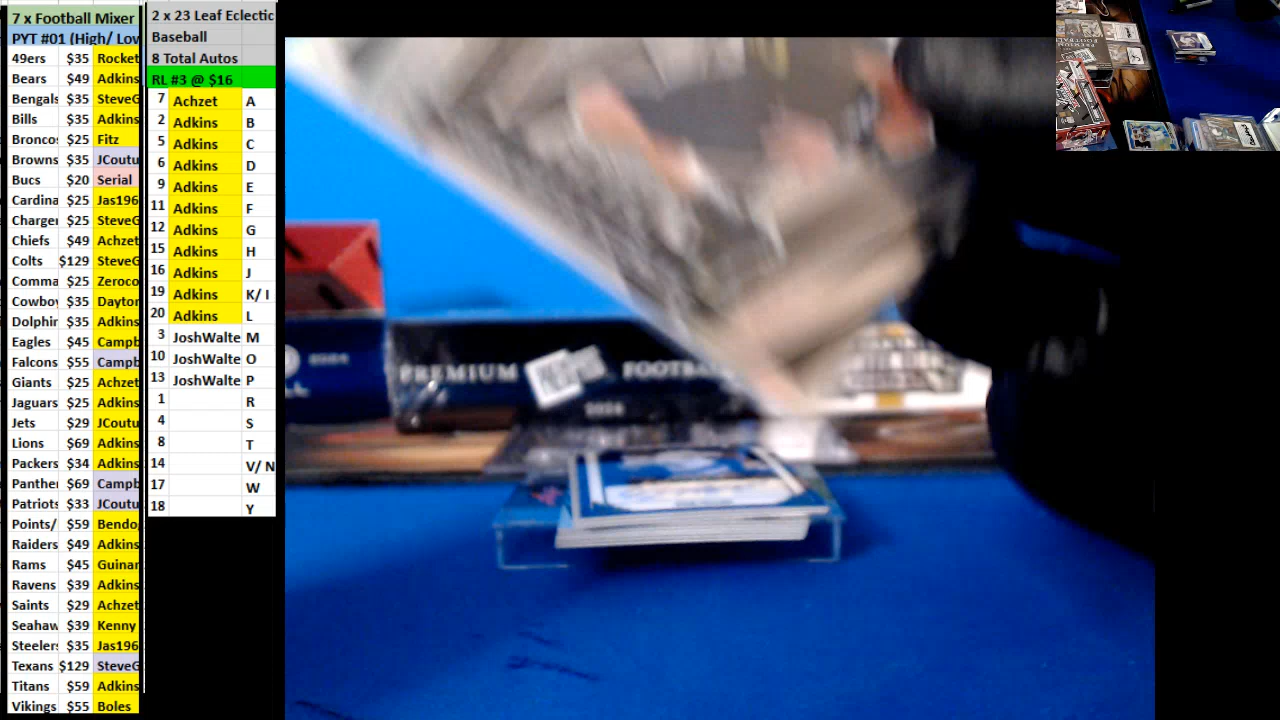 7 x Football Mixer
PYT #01 (High/ Lov
49ers $35 Rocket
Bears $49 Adkins
Bengals $35 SteveG
Bills $35 Adkins
Broncos $25 Fitz
Browns $35 JCoutu
Bucs $20 Serial
Cardina $25 Jas196
Charger $25 SteveG
Chiefs $49 Achzet
Colts $129 SteveG
Comma $25 Zeroco
Cowboy $35 Dayton
Dolphin $35 Adkins
Eagles $45 Campb
Falcons $55 Campb
Giants $25 Achzet
Jaguars $25 Adkins
Jets $29 JCoutu
Lions $69 Adkins
Packers $34 Adkins
Panthe $69 Campb
Patriots $33 JCoutu
Points/ $59 Bendo
Raiders $49 Adkins
Rams $45 Guinar
Ravens $39 Adkins
Saints $29 Achzet
Seahaw $39 Kenny
Steelers $35 Jas196
Texans $129 SteveG
Titans $59 Adkins
Vikings $55 Boles
2 x 23 Leaf Eclectic
Baseball
8 Total Autos
RL #3 @ $16
7 Achzet A
2 Adkins B
5 Adkins C
6 Adkins D
9 Adkins E
11 Adkins F
12 Adkins G
15 Adkins H
16 Adkins J
19 Adkins K/ I
20 Adkins L
3 JoshWalte M
10 JoshWalte O
13 JoshWalte P
1 R
4 S
8 T
14 V/ N
17 W
18 Y
2024
PREMIUM FOOTBA
2024
PREMIUM
FOOTBALL